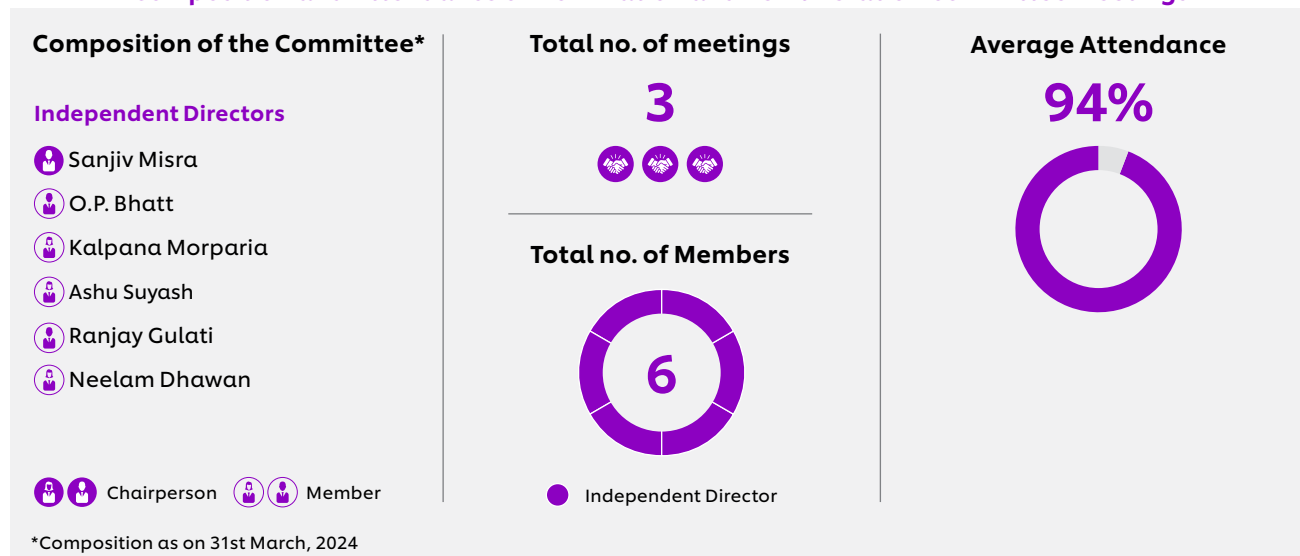 Composition of the Committee*
Independent Directors
Sanjiv Misra
O.P. Bhatt
Kalpana Morparia
Ashu Suyash
Ranjay Gulati
Neelam Dhawan
Chairperson
Member
*Composition as on 31st March, 2024
Total no. of meetings
3
Total no. of Members
6
Independent Director
Average Attendance
94%